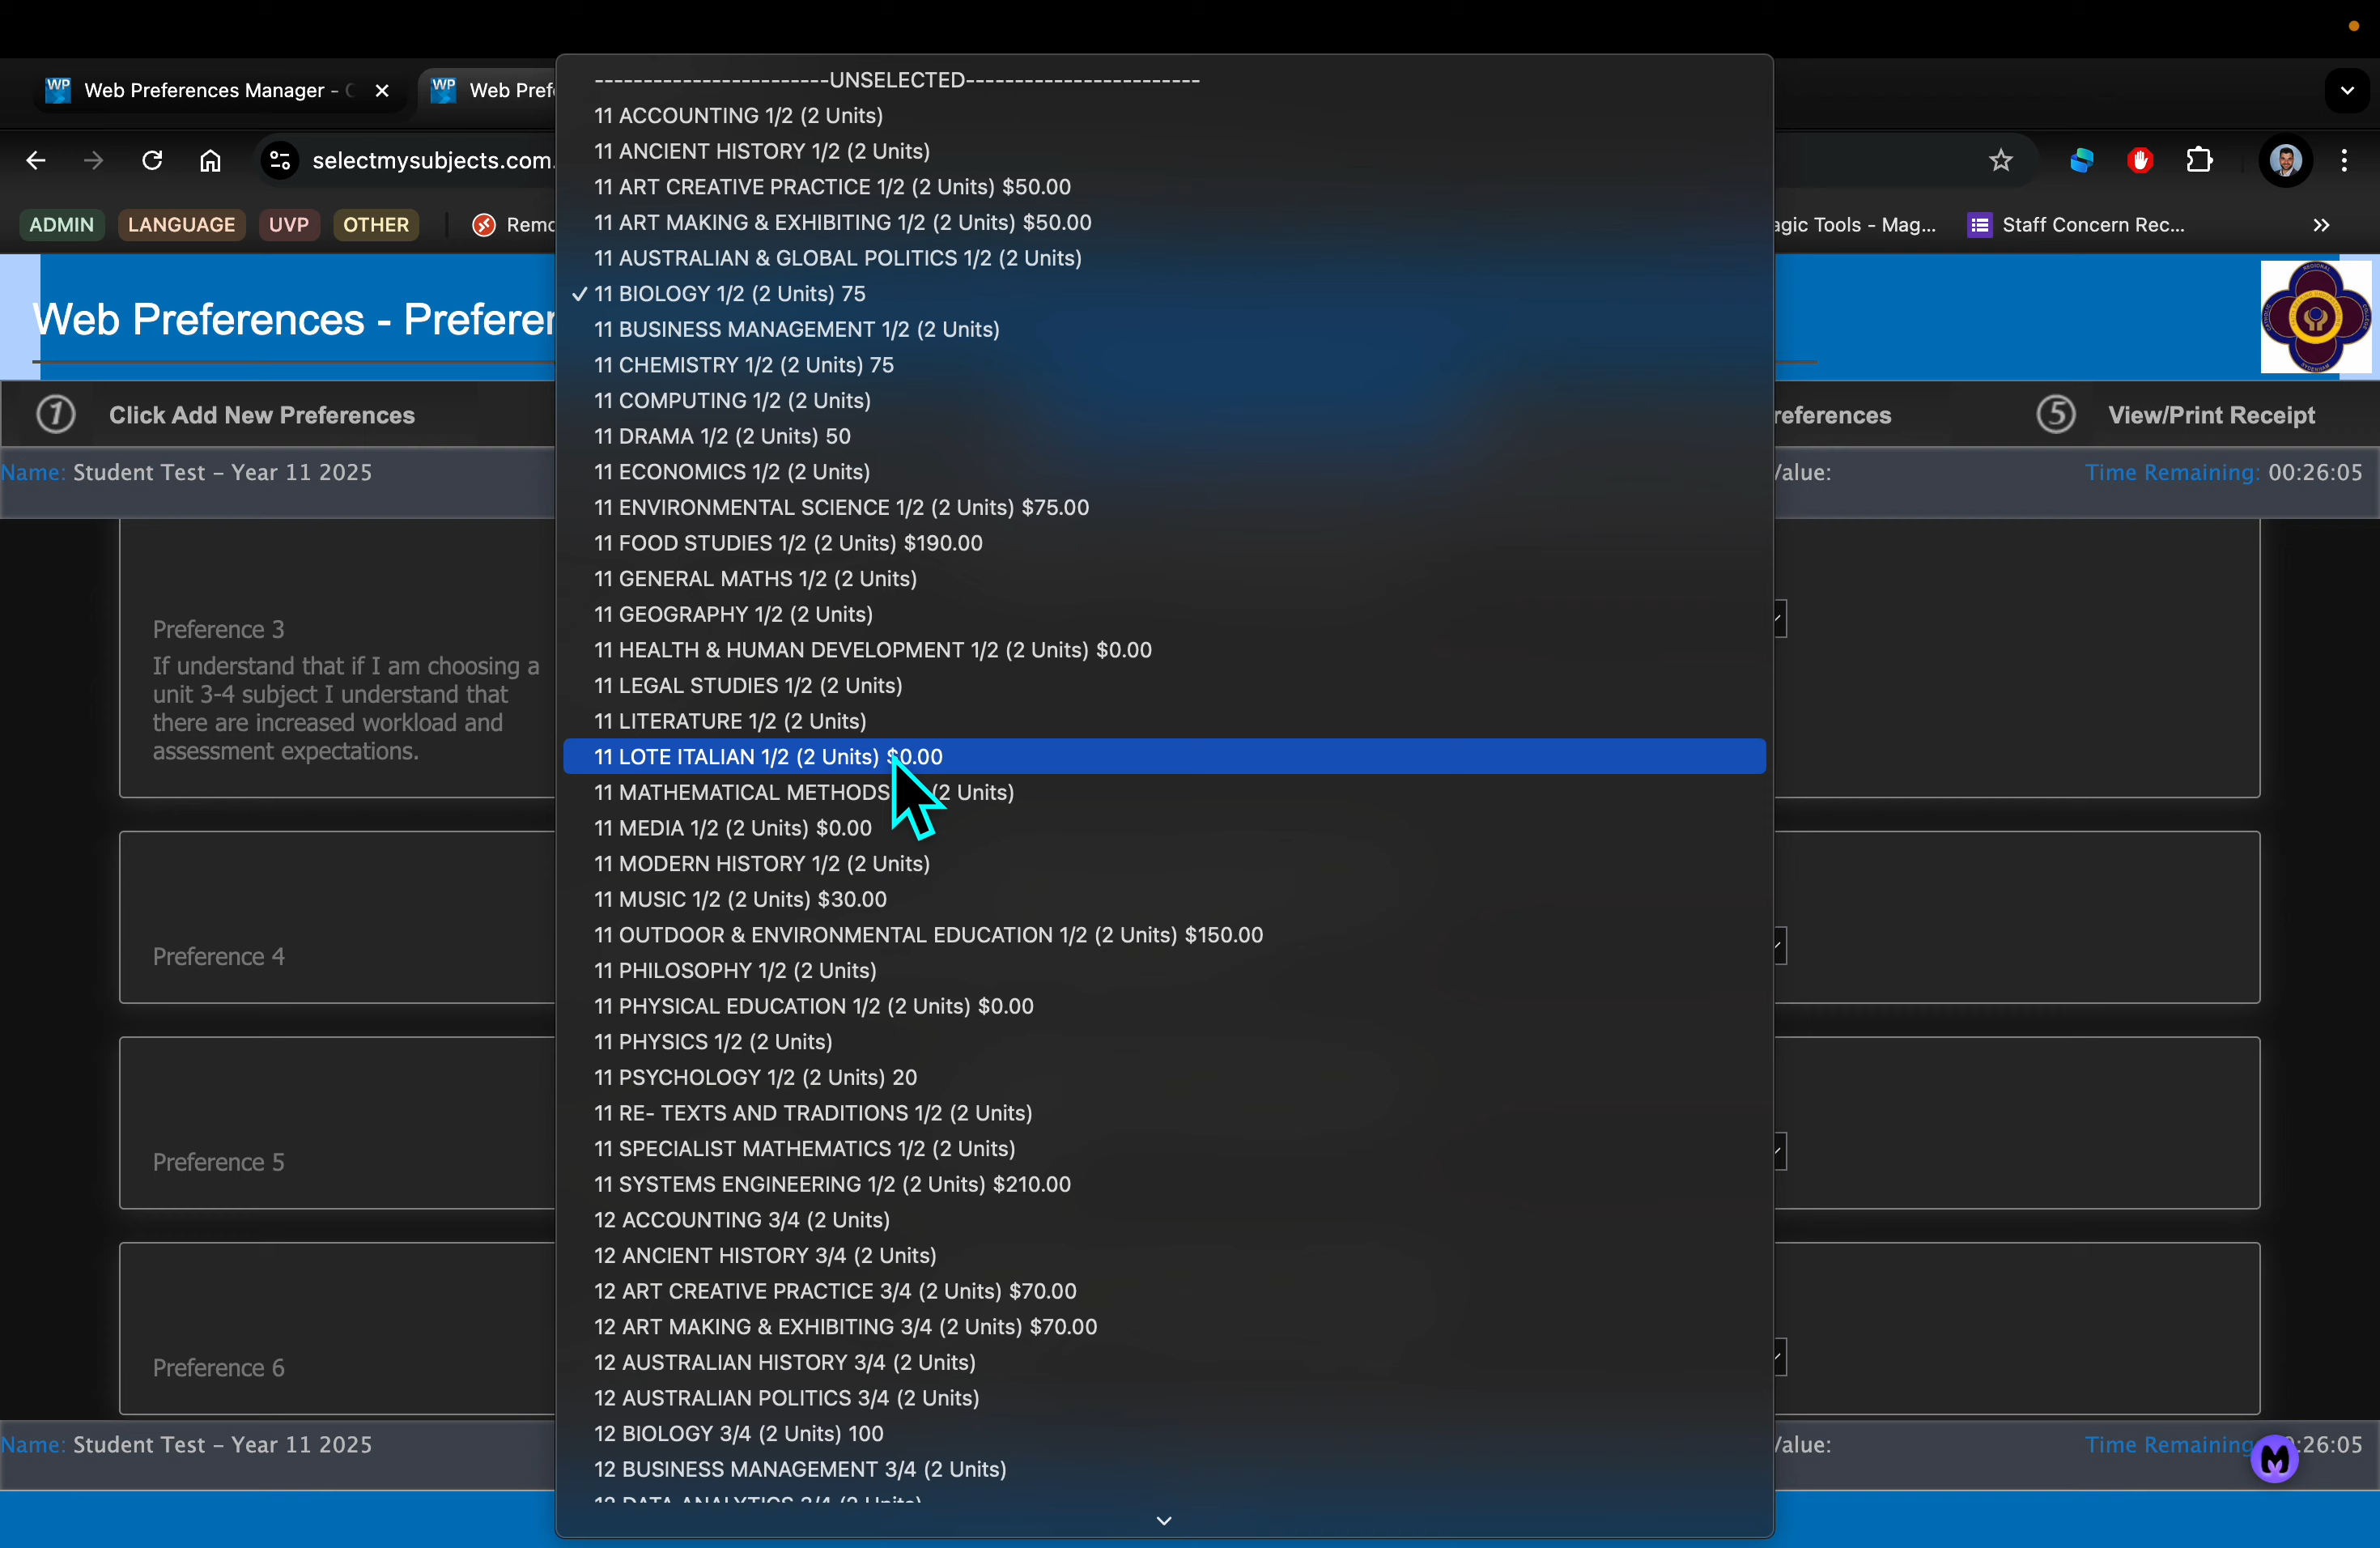 ------------------------UNSELECTED------------------------
WP Web Preferences Manager - C
WP Web Pref
11 ACCOUNTING 1/2 (2 Units)
11 ANCIENT HISTORY 1/2 (2 Units)
selectmysubjects.com.
11 ART CREATIVE PRACTICE 1/2 (2 Units) $50.00
ADMIN LANGUAGE UVP OTHER Remo
11 ART MAKING & EXHIBITING 1/2 (2 Units) $50.00
agic Tools - Mag... Staff Concern Rec...
11 AUSTRALIAN & GLOBAL POLITICS 1/2 (2 Units)
✓ 11 BIOLOGY 1/2 (2 Units) 75
Web Preferences - Preferen
11 BUSINESS MANAGEMENT 1/2 (2 Units)
11 CHEMISTRY 1/2 (2 Units) 75
11 COMPUTING 1/2 (2 Units)
1 Click Add New Preferences
references 5 View/Print Receipt
11 DRAMA 1/2 (2 Units) 50
11 ECONOMICS 1/2 (2 Units)
Name: Student Test – Year 11 2025
Value: Time Remaining: 00:26:05
11 ENVIRONMENTAL SCIENCE 1/2 (2 Units) $75.00
11 FOOD STUDIES 1/2 (2 Units) $190.00
11 GENERAL MATHS 1/2 (2 Units)
11 GEOGRAPHY 1/2 (2 Units)
Preference 3
11 HEALTH & HUMAN DEVELOPMENT 1/2 (2 Units) $0.00
If understand that if I am choosing a
unit 3-4 subject I understand that
there are increased workload and
assessment expectations.
11 LEGAL STUDIES 1/2 (2 Units)
11 LITERATURE 1/2 (2 Units)
11 LOTE ITALIAN 1/2 (2 Units) $0.00
11 MATHEMATICAL METHODS (2 Units)
11 MEDIA 1/2 (2 Units) $0.00
11 MODERN HISTORY 1/2 (2 Units)
11 MUSIC 1/2 (2 Units) $30.00
11 OUTDOOR & ENVIRONMENTAL EDUCATION 1/2 (2 Units) $150.00
Preference 4
11 PHILOSOPHY 1/2 (2 Units)
11 PHYSICAL EDUCATION 1/2 (2 Units) $0.00
11 PHYSICS 1/2 (2 Units)
11 PSYCHOLOGY 1/2 (2 Units) 20
11 RE- TEXTS AND TRADITIONS 1/2 (2 Units)
11 SPECIALIST MATHEMATICS 1/2 (2 Units)
Preference 5
11 SYSTEMS ENGINEERING 1/2 (2 Units) $210.00
12 ACCOUNTING 3/4 (2 Units)
12 ANCIENT HISTORY 3/4 (2 Units)
12 ART CREATIVE PRACTICE 3/4 (2 Units) $70.00
12 ART MAKING & EXHIBITING 3/4 (2 Units) $70.00
12 AUSTRALIAN HISTORY 3/4 (2 Units)
Preference 6
12 AUSTRALIAN POLITICS 3/4 (2 Units)
12 BIOLOGY 3/4 (2 Units) 100
Name: Student Test – Year 11 2025
Value: Time Remaining :26:05
12 BUSINESS MANAGEMENT 3/4 (2 Units)
12 DATA ANALYTICS 3/4 (2 Units)